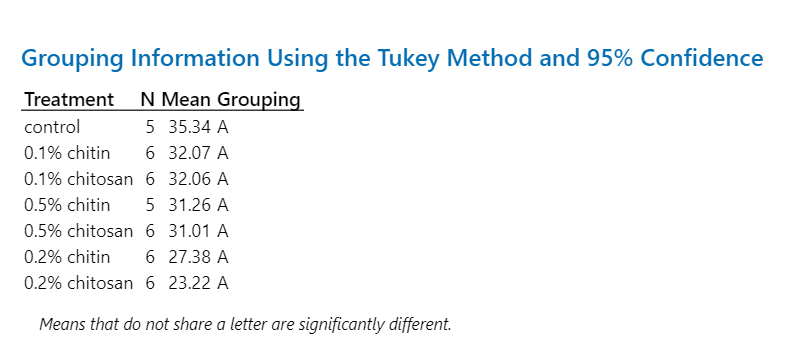 Grouping Information Using the Tukey Method and 95% Confidence
Treatment N Mean Grouping
control 5 35.34 A
0.1% chitin 6 32.07 A
0.1% chitosan 6 32.06 A
0.5% chitin 5 31.26 A
0.5% chitosan 6 31.01 A
0.2% chitin 6 27.38 A
0.2% chitosan 6 23.22 A
Means that do not share a letter are significantly different.